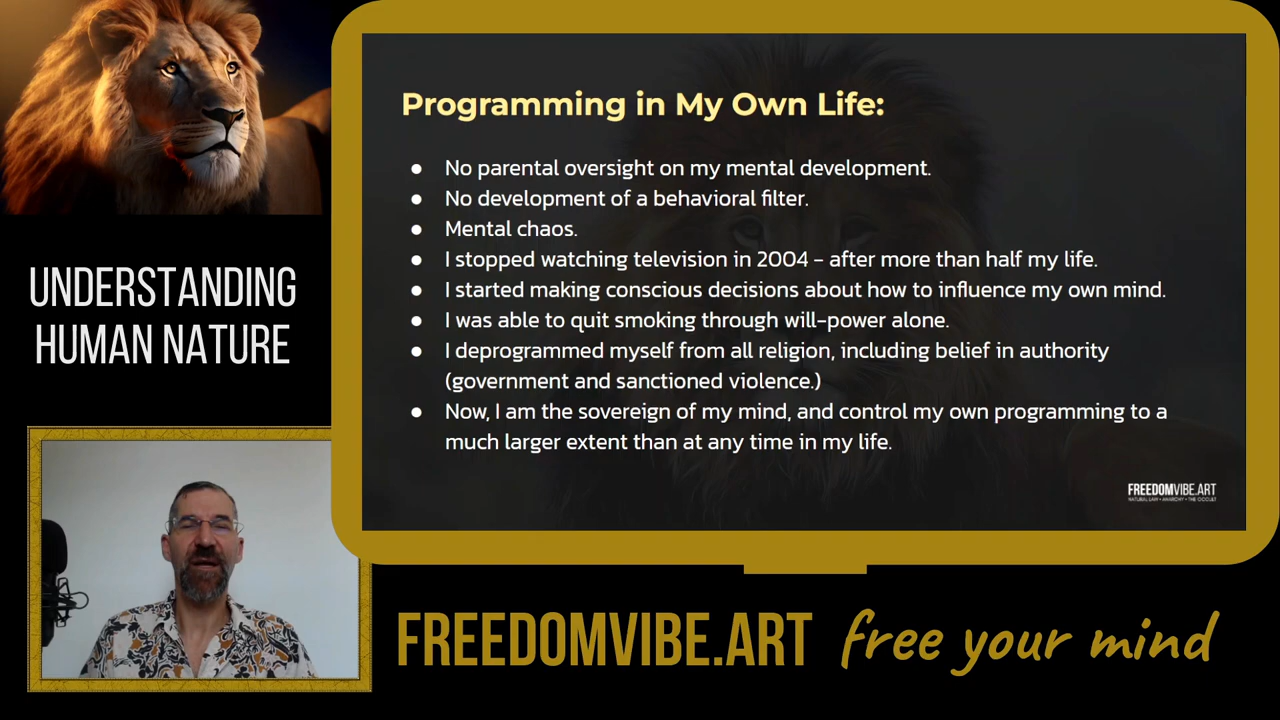 UNDERSTANDING
HUMAN NATURE
Programming in My Own Life:
● No parental oversight on my mental development.
● No development of a behavioral filter.
● Mental chaos.
● I stopped watching television in 2004 – after more than half my life.
● I started making conscious decisions about how to influence my own mind.
● I was able to quit smoking through will-power alone.
● I deprogrammed myself from all religion, including belief in authority
(government and sanctioned violence.)
● Now, I am the sovereign of my mind, and control my own programming to a
much larger extent than at any time in my life.
FREEDOMVIBE.ART
NATURAL LAW • ANARCHY • THE OCCULT
FREEDOMVIBE.ART free your mind